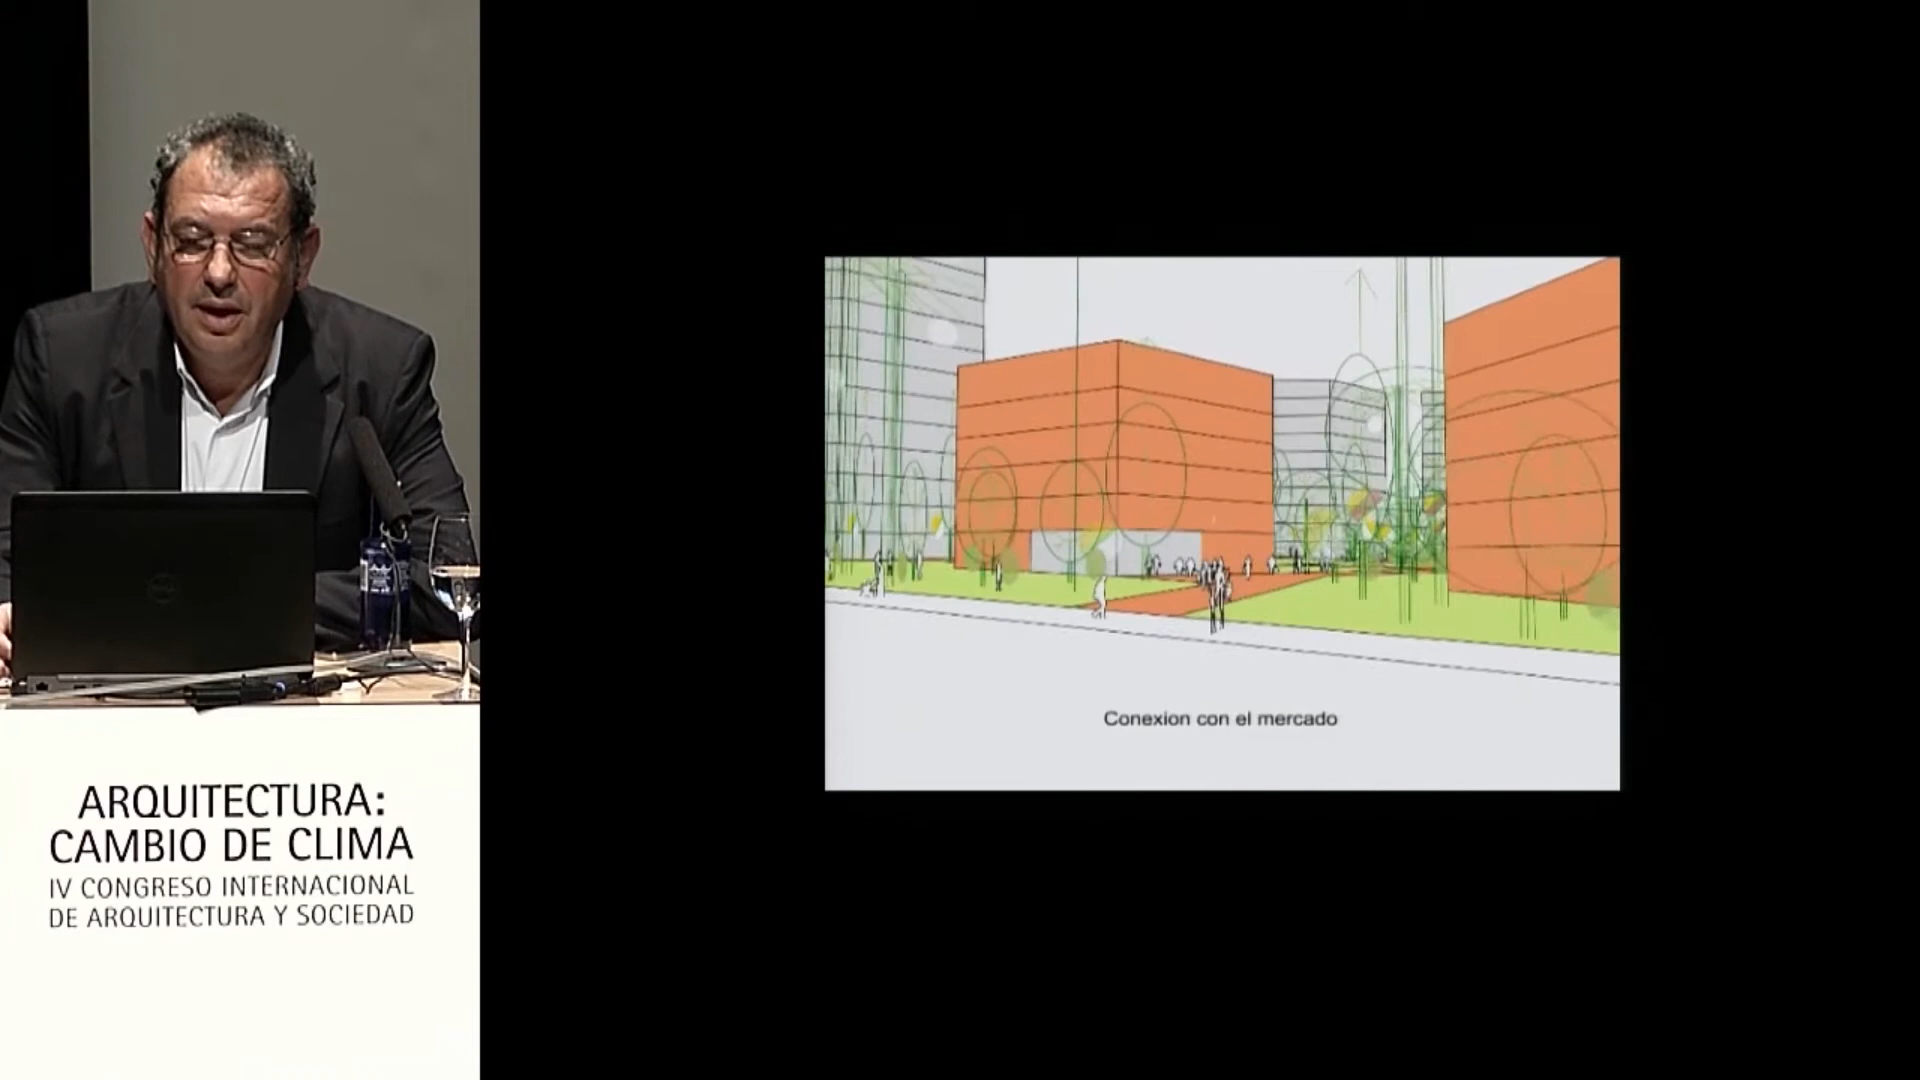 ARQUITECTURA:
CAMBIO DE CLIMA
IV CONGRESO INTERNACIONAL
DE ARQUITECTURA Y SOCIEDAD
Conexion con el mercado